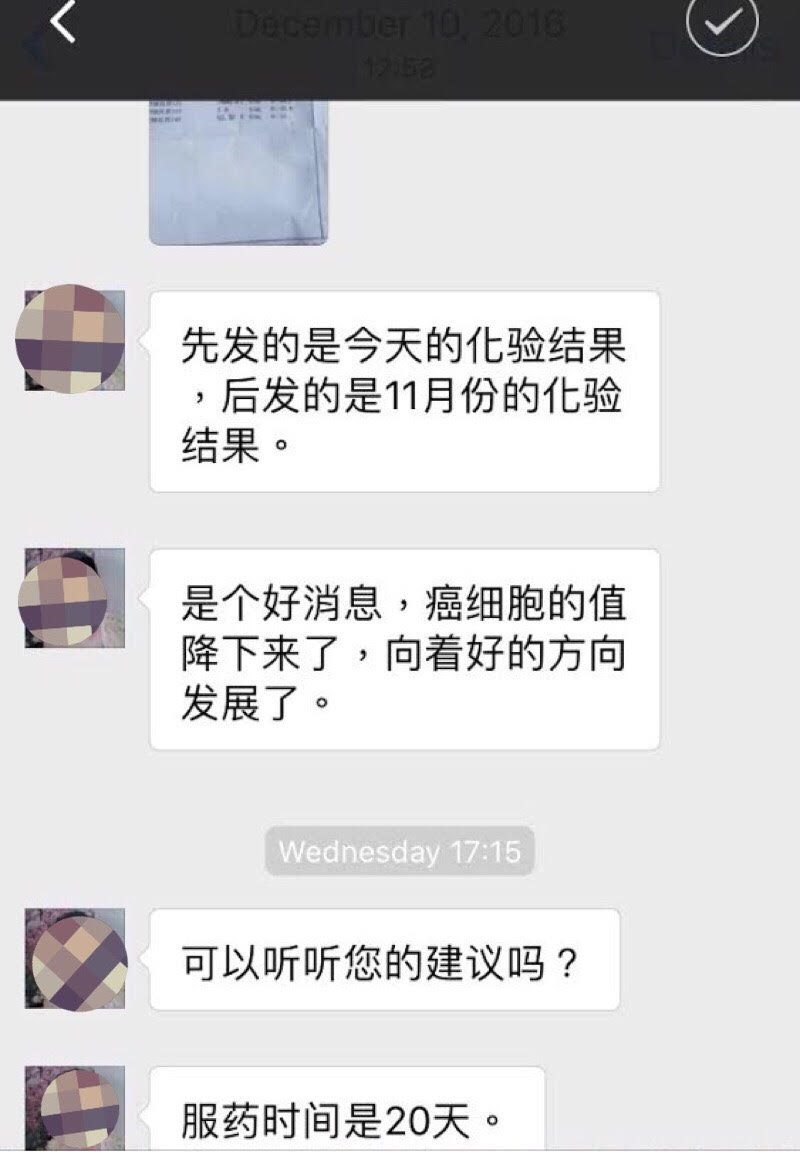 December 10, 2016
17:58
Details
先发的是今天的化验结果
，后发的是11月份的化验
结果。
是个好消息，癌细胞的值
降下来了，向着好的方向
发展了。
Wednesday 17:15
可以听听您的建议吗？
服药时间是20天。